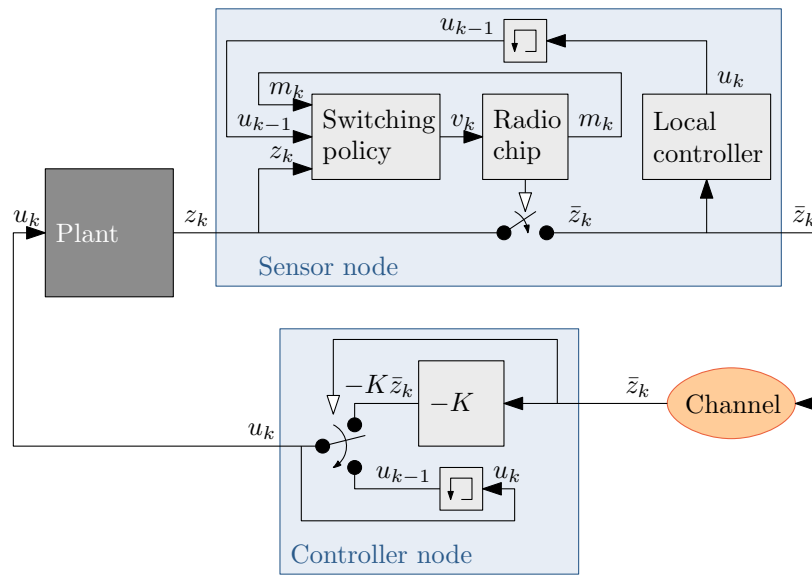 u_{k-1}
u_k
m_k
u_{k-1}
z_k
Switching
policy
v_k
Radio
chip
m_k
Local
controller
u_k
Plant
z_k
z̄_k
z̄_k
Sensor node
-Kz̄_k
-K
z̄_k
Channel
u_k
u_{k-1}
u_k
Controller node